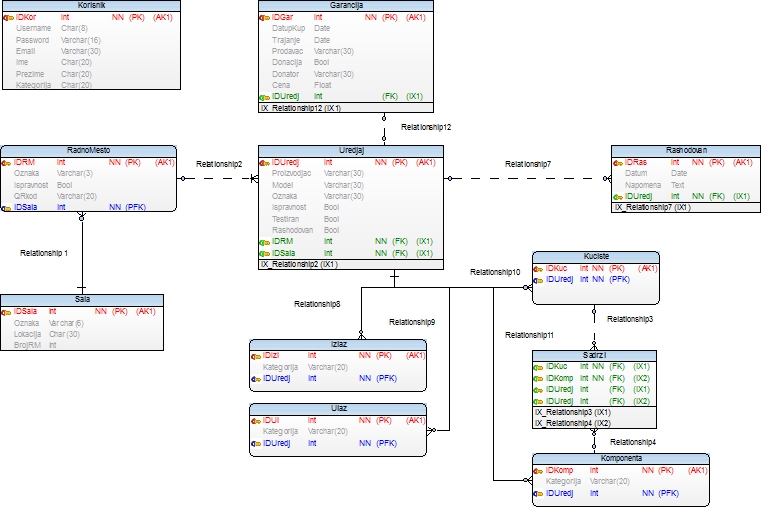 Korisnik
IDKor Int NN (PK) (AK1)
Username Char(8)
Password Varchar(16)
Email Varchar(30)
Ime Char(20)
Prezime Char(20)
Kategorija Char(20)
Garancija
IDGar Int NN (PK) (AK1)
DatupKup Date
Trajanje Date
Prodavac Varchar(30)
Donacija Bool
Donator Varchar(30)
Cena Float
IDUredj Int (FK) (IX1)
IX_Relationship12 (IX1)
Relationship12
RadnoMesto
IDRM Int NN (PK) (AK1)
Oznaka Varchar(3)
Ispravnost Bool
QRkod Varchar(20)
IDSala Int NN (PFK)
Relationship2
Uredjaj
IDUredj Int NN (PK) (AK1)
Proizvodjac Varchar(30)
Model Varchar(30)
Oznaka Varchar(30)
Ispravnost Bool
Testiran Bool
Rashodovan Bool
IDRM Int NN (FK) (IX1)
IDSala Int NN (FK) (IX1)
IX_Relationship2 (IX1)
Relationship7
Rashodovan
IDRas Int NN (PK) (AK1)
Datum Date
Napomena Text
IDUredj Int NN (FK) (IX1)
IX_Relationship7 (IX1)
Relationship 1
Sala
IDSala Int NN (PK) (AK1)
Oznaka Varchar(6)
Lokacija Char(30)
BrojRM Int
Relationship10
Kuciste
IDKuc Int NN (PK) (AK1)
IDUredj Int NN (PFK)
Relationship8
Relationship9
Relationship3
Relationship11
Izlaz
IDIzl Int NN (PK) (AK1)
Kategorija Varchar(20)
IDUredj Int NN (PFK)
Sadrzi
IDKuc Int NN (FK) (IX1)
IDKomp Int NN (FK) (IX2)
IDUredj Int (FK) (IX1)
IDUredj Int (FK) (IX2)
IX_Relationship3 (IX1)
IX_Relationship4 (IX2)
Ulaz
IDUl Int NN (PK) (AK1)
Kategorija Varchar(20)
IDUredj Int NN (PFK)
Relationship4
Komponenta
IDKomp Int NN (PK) (AK1)
Kategorija Varchar(20)
IDUredj Int NN (PFK)